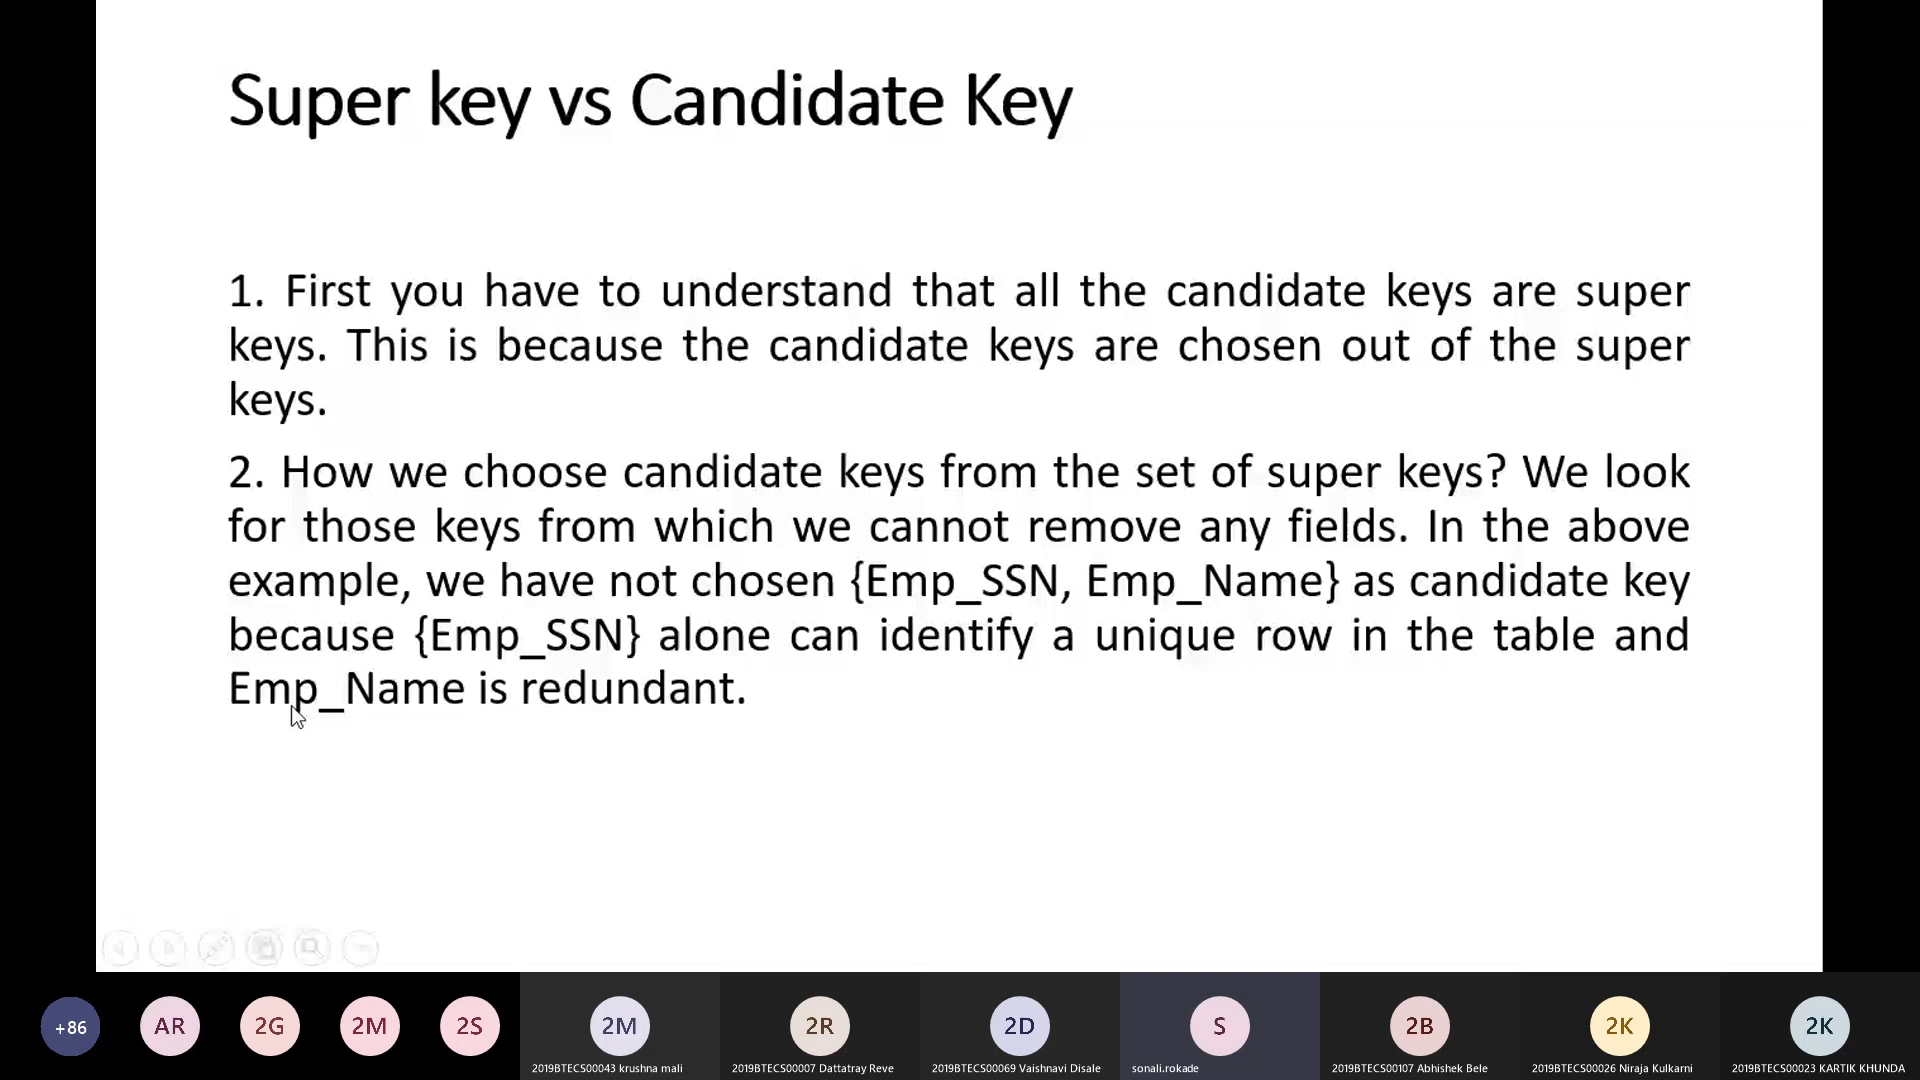 Super key vs Candidate Key
1. First you have to understand that all the candidate keys are super
keys. This is because the candidate keys are chosen out of the super
keys.
2. How we choose candidate keys from the set of super keys? We look
for those keys from which we cannot remove any fields. In the above
example, we have not chosen {Emp_SSN, Emp_Name} as candidate key
because {Emp_SSN} alone can identify a unique row in the table and
Emp_Name is redundant.
+86
AR
2G
2M
2S
2M
2R
2D
S
2B
2K
2K
2019BTECS00043 krushna mali
2019BTECS00007 Dattatray Reve
2019BTECS00069 Vaishnavi Disale
sonali.rokade
2019BTECS00107 Abhishek Bele
2019BTECS00026 Niraja Kulkarni
2019BTECS00023 KARTIK KHUNDA